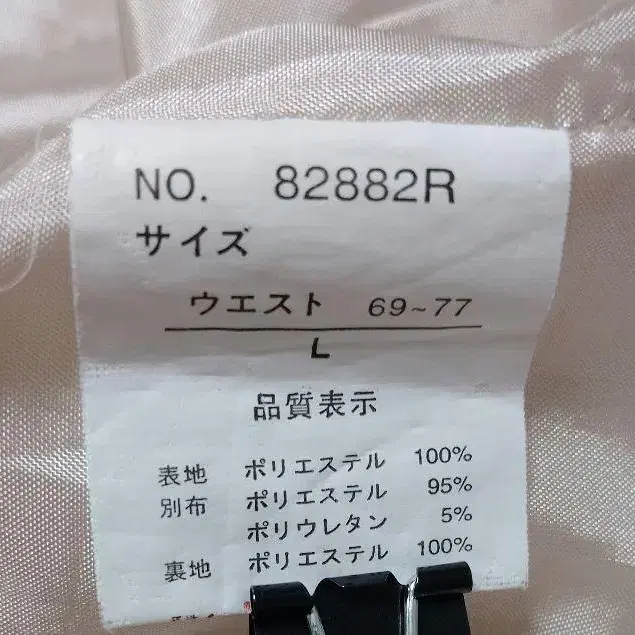 NO. 82882R
サイズ
ウエスト 69~77
L
品質表示
表地 ポリエステル 100%
別布 ポリエステル 95%
ポリウレタン 5%
裏地 ポリエステル 100%